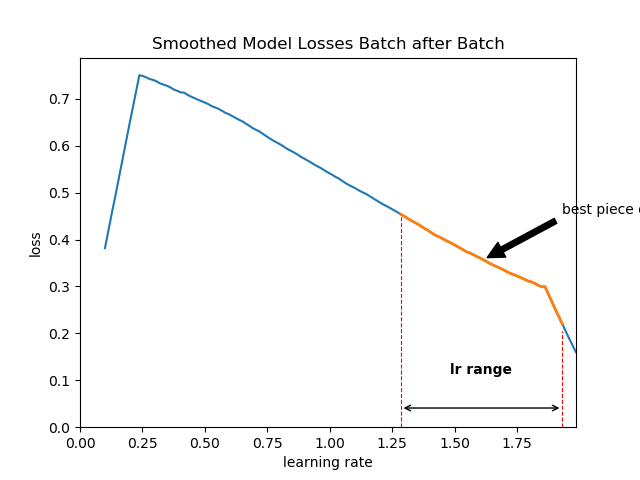 Smoothed Model Losses Batch after Batch
0.7
0.6
0.5
best piece
0.4
loss
0.3
0.2
lr range
0.1
0.0
0.00 0.25 0.50 0.75 1.00 1.25 1.50 1.75
learning rate